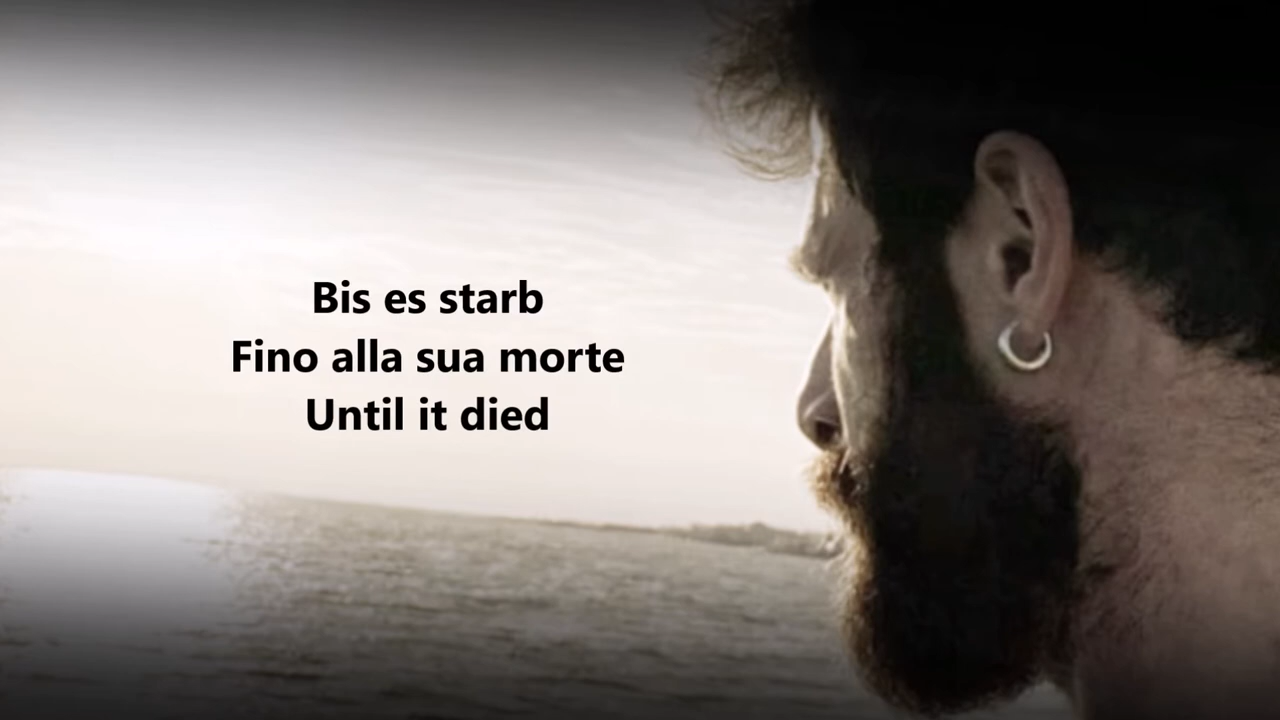 Bis es starb
Fino alla sua morte
Until it died